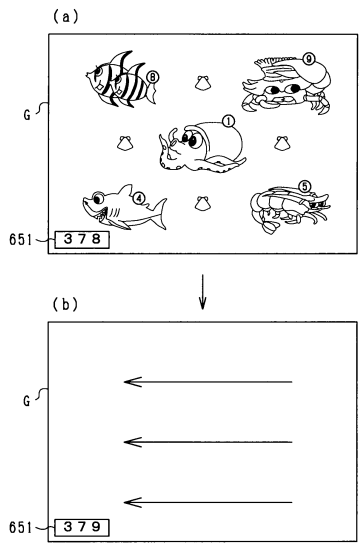 (a)
⑧ ⑨
G
①
④ ⑤
651 378
(b)
G
651 379